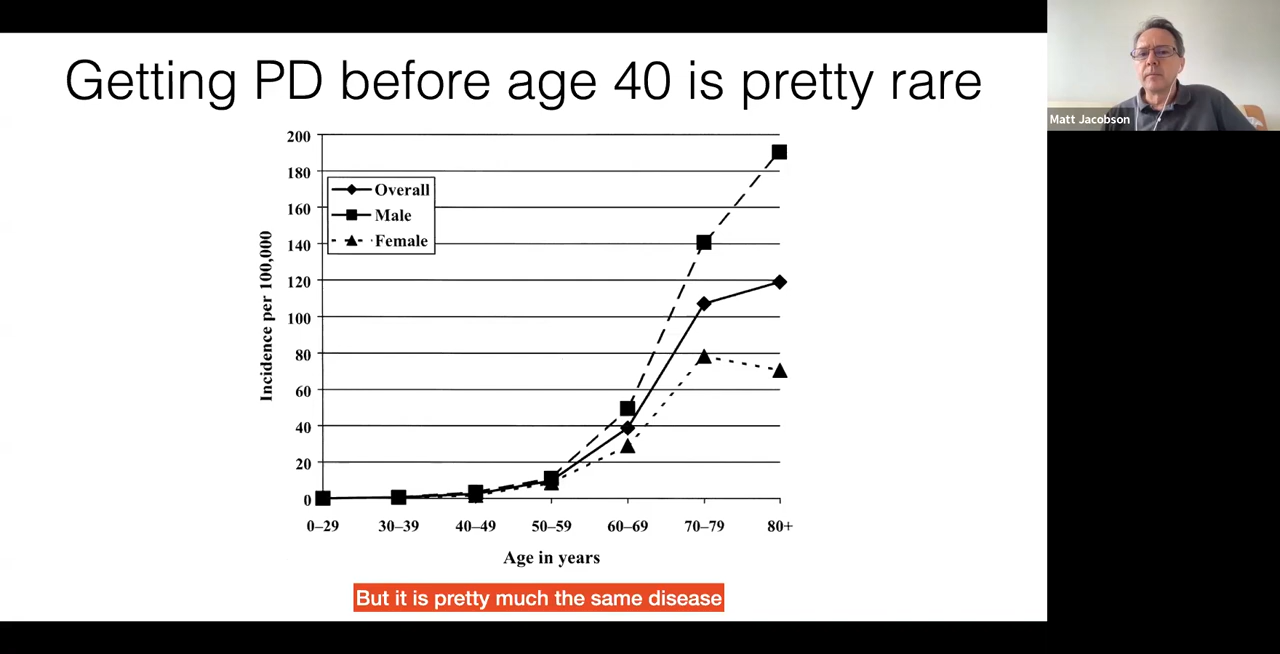 Getting PD before age 40 is pretty rare
Matt Jacobson
200
180
160
140
120
100
80
60
40
20
0
Overall
Male
Female
Incidence per 100,000
0–29 30–39 40–49 50–59 60–69 70–79 80+
Age in years
But it is pretty much the same disease